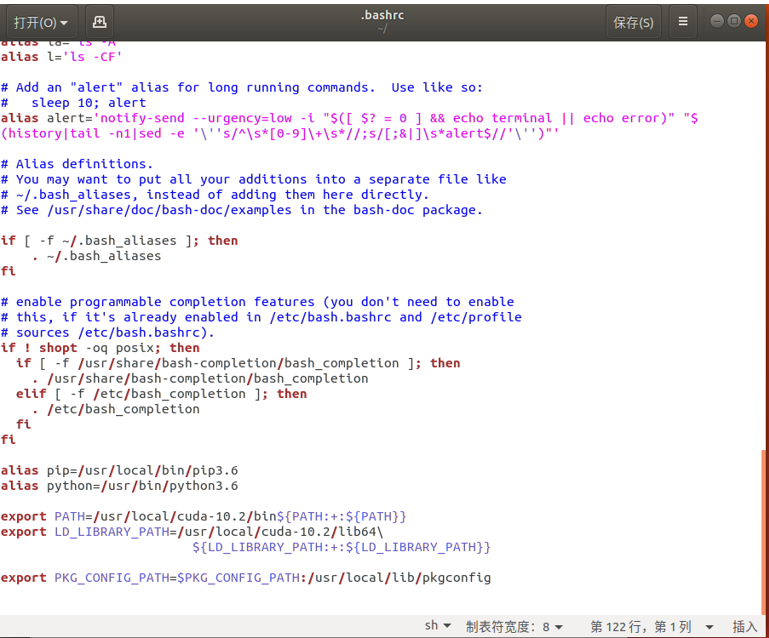 打开(O)
.bashrc
~/
保存(S)
alias la='ls -A'
alias l='ls -CF'
# Add an "alert" alias for long running commands.  Use like so:
#   sleep 10; alert
alias alert='notify-send --urgency=low -i "$([ $? = 0 ] && echo terminal || echo error)" "$
(history|tail -n1|sed -e '\''s/^\s*[0-9]\+\s*//;s/[;&|]\s*alert$//'\'')"'
# Alias definitions.
# You may want to put all your additions into a separate file like
# ~/.bash_aliases, instead of adding them here directly.
# See /usr/share/doc/bash-doc/examples in the bash-doc package.
if [ -f ~/.bash_aliases ]; then
    . ~/.bash_aliases
fi
# enable programmable completion features (you don't need to enable
# this, if it's already enabled in /etc/bash.bashrc and /etc/profile
# sources /etc/bash.bashrc).
if ! shopt -oq posix; then
  if [ -f /usr/share/bash-completion/bash_completion ]; then
    . /usr/share/bash-completion/bash_completion
  elif [ -f /etc/bash_completion ]; then
    . /etc/bash_completion
  fi
fi
alias pip=/usr/local/bin/pip3.6
alias python=/usr/bin/python3.6
export PATH=/usr/local/cuda-10.2/bin${PATH:+:${PATH}}
export LD_LIBRARY_PATH=/usr/local/cuda-10.2/lib64\
                         ${LD_LIBRARY_PATH:+:${LD_LIBRARY_PATH}}
export PKG_CONFIG_PATH=$PKG_CONFIG_PATH:/usr/local/lib/pkgconfig
sh 制表符宽度：8 第 122 行，第 1 列 插入